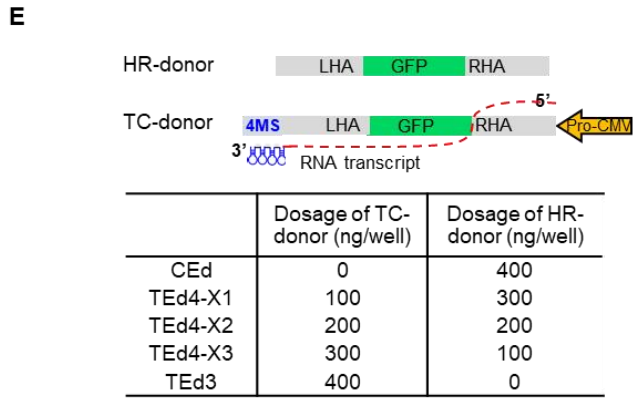 E
HR-donor LHA GFP RHA
5'
TC-donor 4MS LHA GFP RHA Pro-CMV
3' RNA transcript
Dosage of TC- Dosage of HR-
donor (ng/well) donor (ng/well)
CEd 0 400
TEd4-X1 100 300
TEd4-X2 200 200
TEd4-X3 300 100
TEd3 400 0